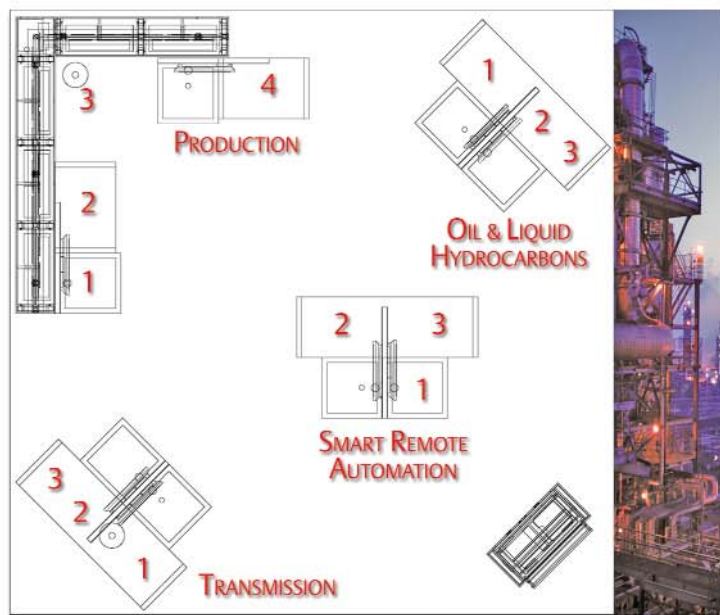 3
4
PRODUCTION
2
1
1
2
3
OIL & LIQUID
HYDROCARBONS
2
3
1
SMART REMOTE
AUTOMATION
3
2
1
TRANSMISSION